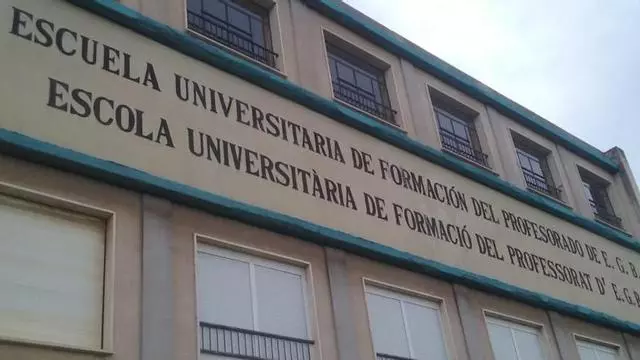 ESCUELA UNIVERSITARIA DE FORMACIÓN DEL PROFESORADO DE E. G. B.
ESCOLA UNIVERSITÀRIA DE FORMACIÓ DEL PROFESSORAT D' E.G.B